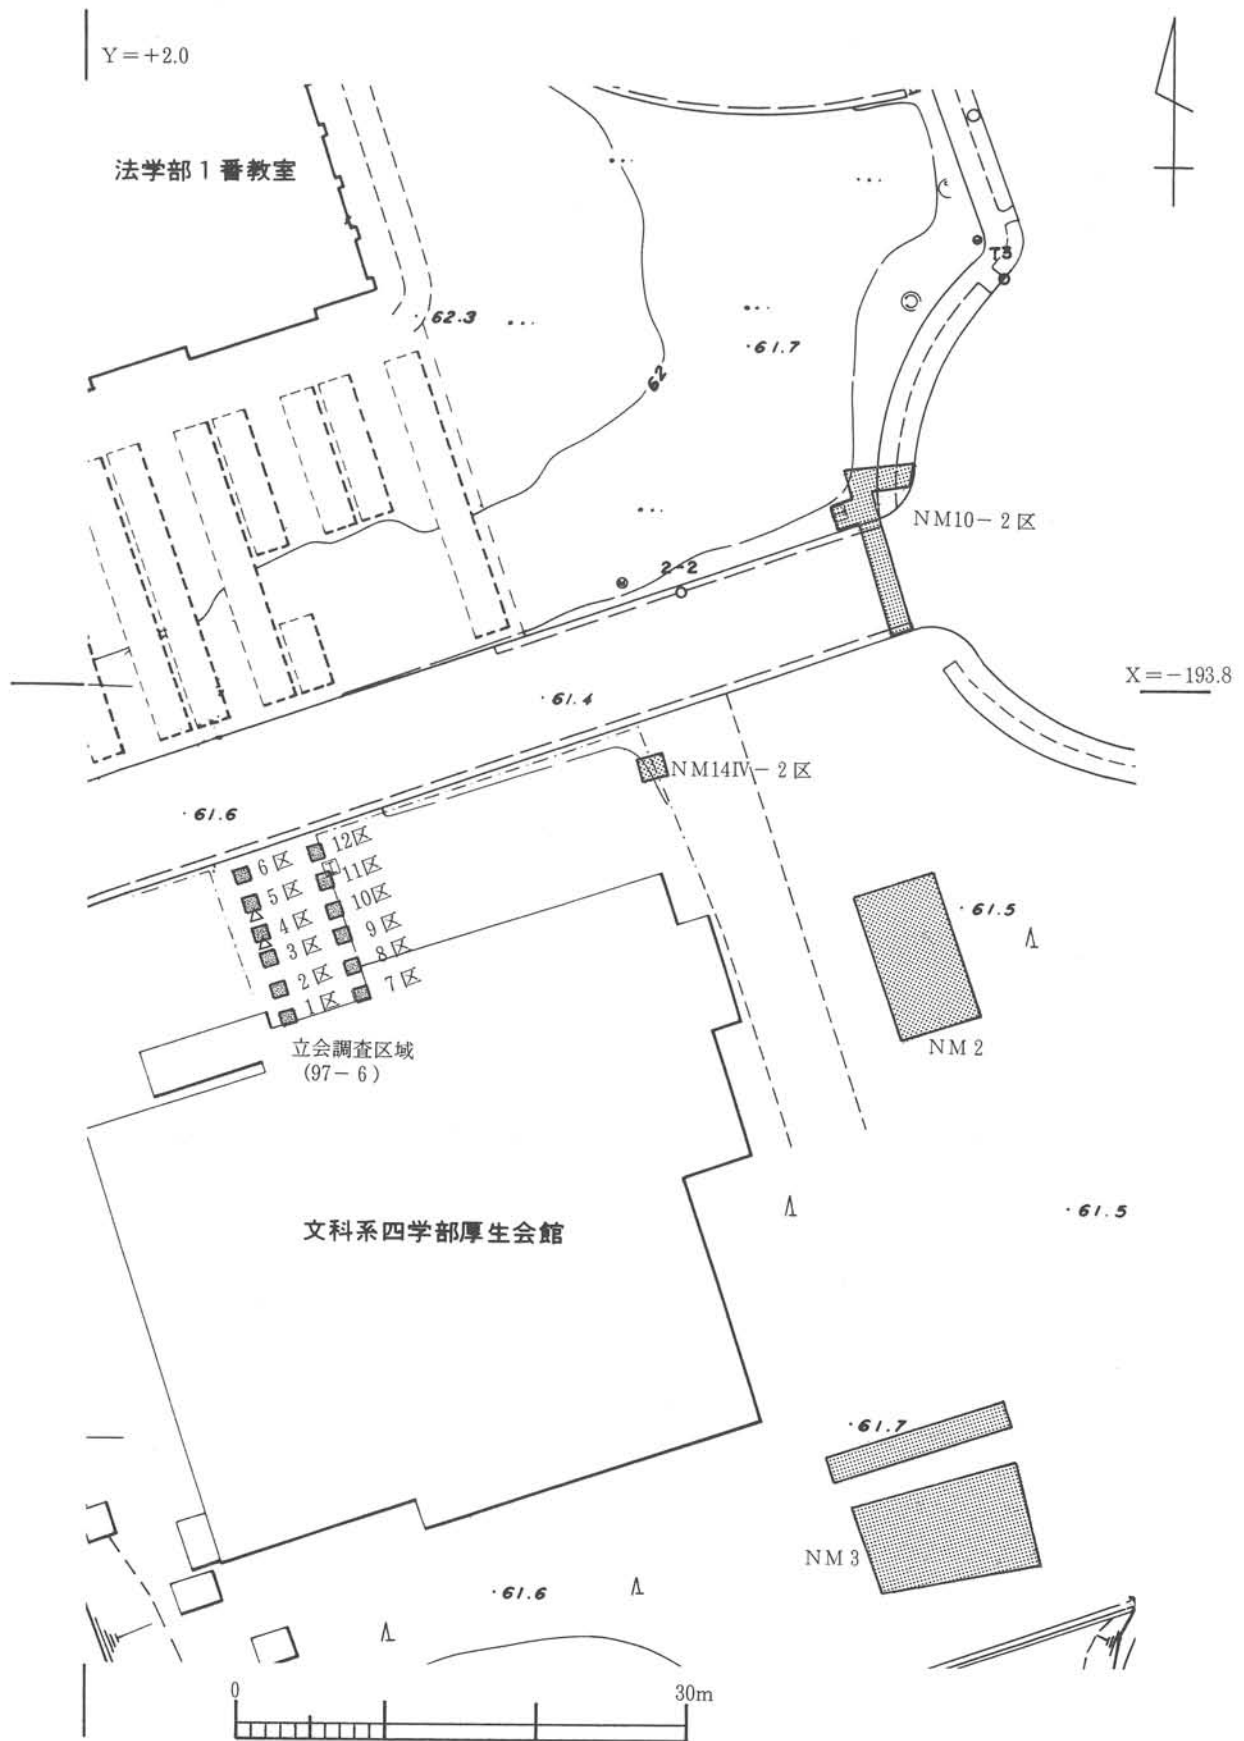 Y=+2.0
法学部1番教室
T3
62.3
61.7
62
NM10-2区
2-2
X=-193.8
61.4
NM14Ⅳ-2区
61.6
12区
6区
11区
5区
10区
4区
9区
3区
8区
2区
7区
1区
61.5
NM2
立会調査区域
(97-6)
61.5
文科系四学部厚生会館
61.7
NM3
61.6
0
30m